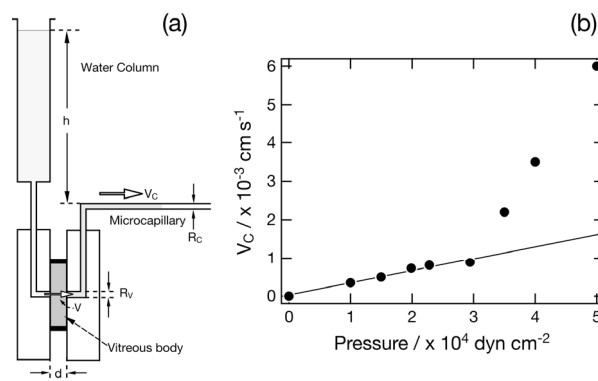 (a)
Water Column
h
V_C
Microcapillary
R_C
R_V
V
Vitreous body
d
(b)
V_C / x 10^-3 cm s^-1
6
5
4
3
2
1
0
0 1 2 3 4 5
Pressure / x 10^4 dyn cm^-2